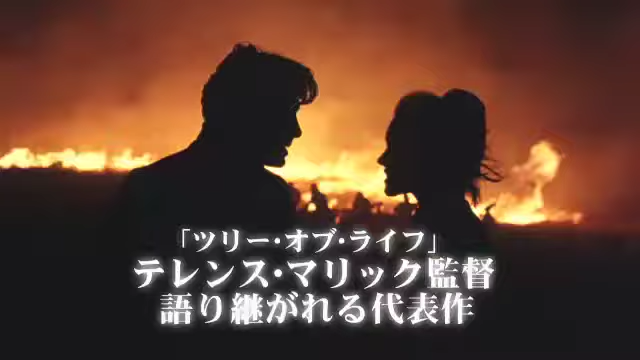 「ツリー・オブ・ライフ」
テレンス・マリック監督
語り継がれる代表作